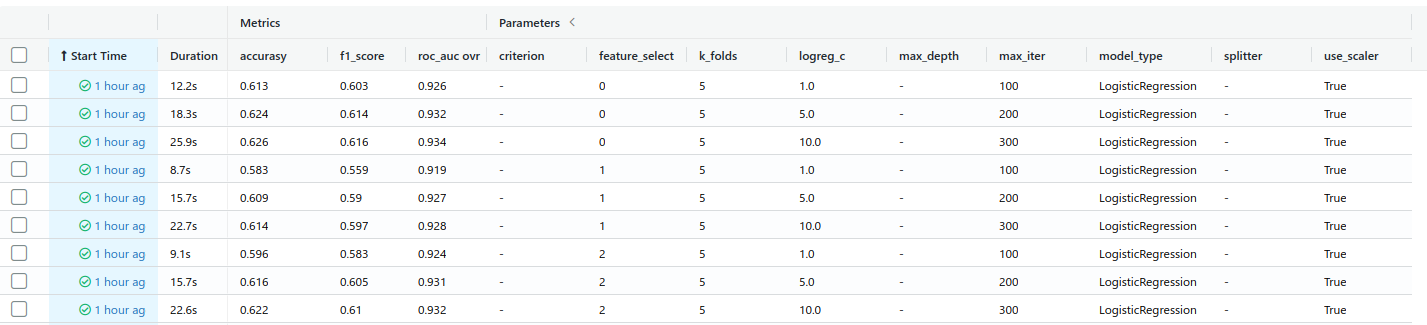 Metrics Parameters <
↑ Start Time Duration accurasy f1_score roc_auc ovr criterion feature_select k_folds logreg_c max_depth max_iter model_type splitter use_scaler
1 hour ag 12.2s 0.613 0.603 0.926 - 0 5 1.0 - 100 LogisticRegression - True
1 hour ag 18.3s 0.624 0.614 0.932 - 0 5 5.0 - 200 LogisticRegression - True
1 hour ag 25.9s 0.626 0.616 0.934 - 0 5 10.0 - 300 LogisticRegression - True
1 hour ag 8.7s 0.583 0.559 0.919 - 1 5 1.0 - 100 LogisticRegression - True
1 hour ag 15.7s 0.609 0.59 0.927 - 1 5 5.0 - 200 LogisticRegression - True
1 hour ag 22.7s 0.614 0.597 0.928 - 1 5 10.0 - 300 LogisticRegression - True
1 hour ag 9.1s 0.596 0.583 0.924 - 2 5 1.0 - 100 LogisticRegression - True
1 hour ag 15.7s 0.616 0.605 0.931 - 2 5 5.0 - 200 LogisticRegression - True
1 hour ag 22.6s 0.622 0.61 0.932 - 2 5 10.0 - 300 LogisticRegression - True